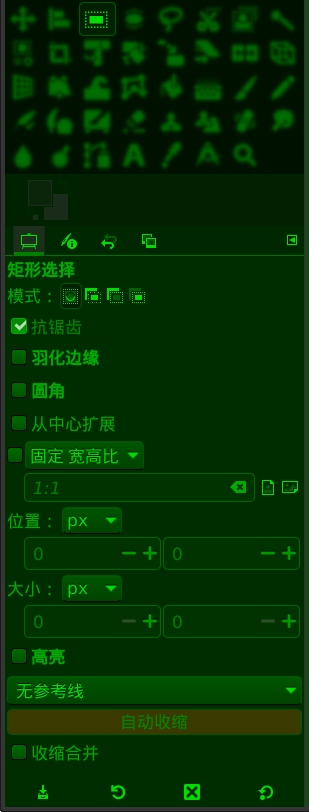 矩形选择
模式：
抗锯齿
羽化边缘
圆角
从中心扩展
固定 宽高比
1:1
位置： px
0 0
大小： px
0 0
高亮
无参考线
自动收缩
收缩合并